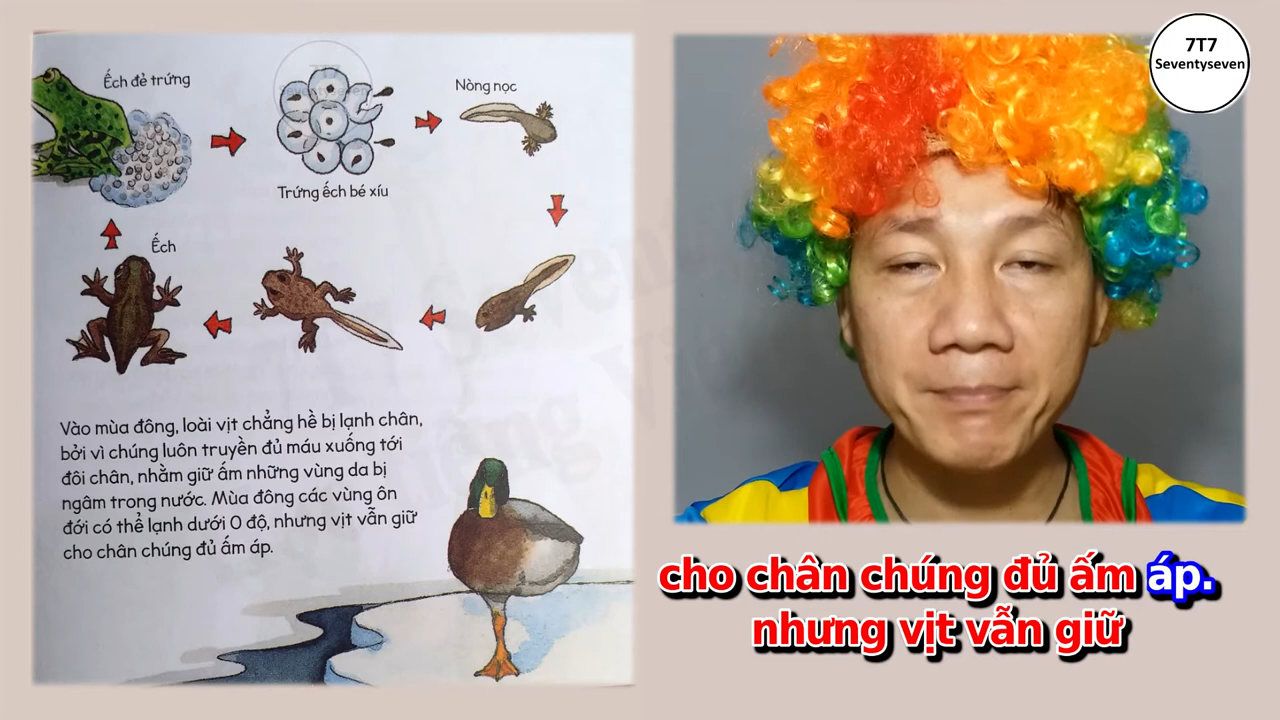 Ếch đẻ trứng
Trứng ếch bé xíu
Nòng nọc
Ếch
Vào mùa đông, loài vịt chẳng hề bị lạnh chân,
bởi vì chúng luôn truyền đủ máu xuống tới
đôi chân, nhằm giữ ấm những vùng da bị
ngâm trong nước. Mùa đông các vùng ôn
đới có thể lạnh dưới 0 độ, nhưng vịt vẫn giữ
cho chân chúng đủ ấm áp.
7T7
Seventyseven
cho chân chúng đủ ấm áp.
nhưng vịt vẫn giữ